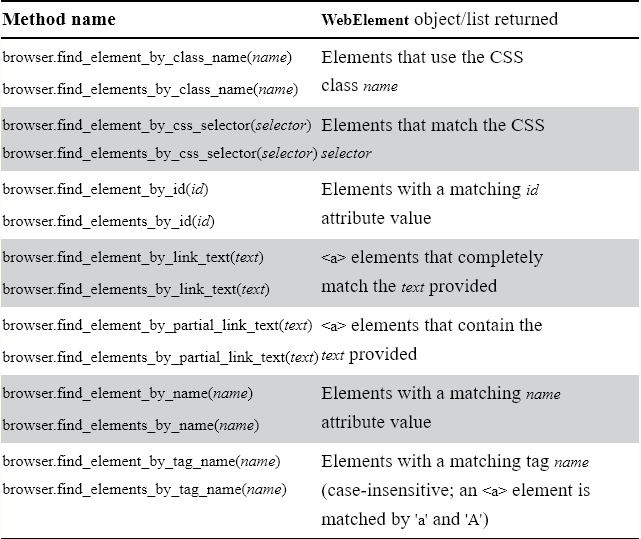 Method name WebElement object/list returned
browser.find_element_by_class_name(name) Elements that use the CSS
browser.find_elements_by_class_name(name) class name
browser.find_element_by_css_selector(selector) Elements that match the CSS
browser.find_elements_by_css_selector(selector) selector
browser.find_element_by_id(id) Elements with a matching id
browser.find_elements_by_id(id) attribute value
browser.find_element_by_link_text(text) <a> elements that completely
browser.find_elements_by_link_text(text) match the text provided
browser.find_element_by_partial_link_text(text) <a> elements that contain the
browser.find_elements_by_partial_link_text(text) text provided
browser.find_element_by_name(name) Elements with a matching name
browser.find_elements_by_name(name) attribute value
browser.find_element_by_tag_name(name) Elements with a matching tag name
browser.find_elements_by_tag_name(name) (case-insensitive; an <a> element is
matched by 'a' and 'A')